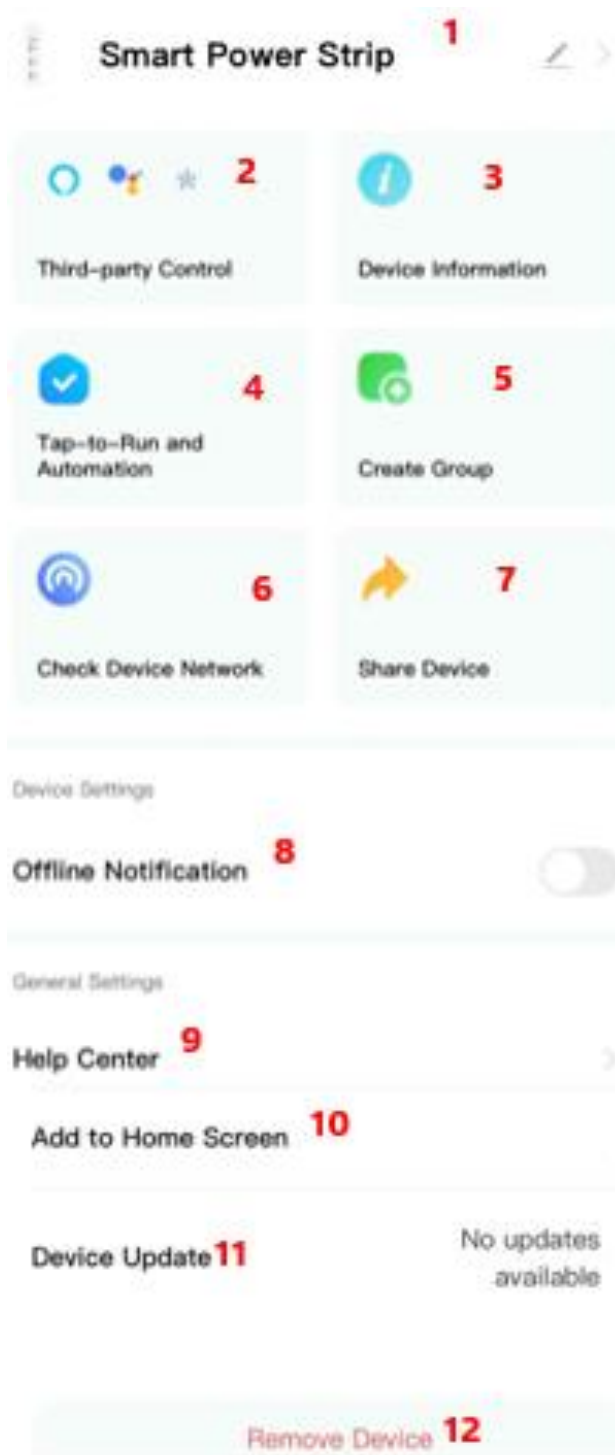 Smart Power Strip 1
2 3
Third-party Control Device Information
4 5
Tap-to-Run and
Automation Create Group
6 7
Check Device Network Share Device
Device Settings
Offline Notification 8
General Settings
Help Center 9
Add to Home Screen 10
Device Update 11 No updates
available
Remove Device 12